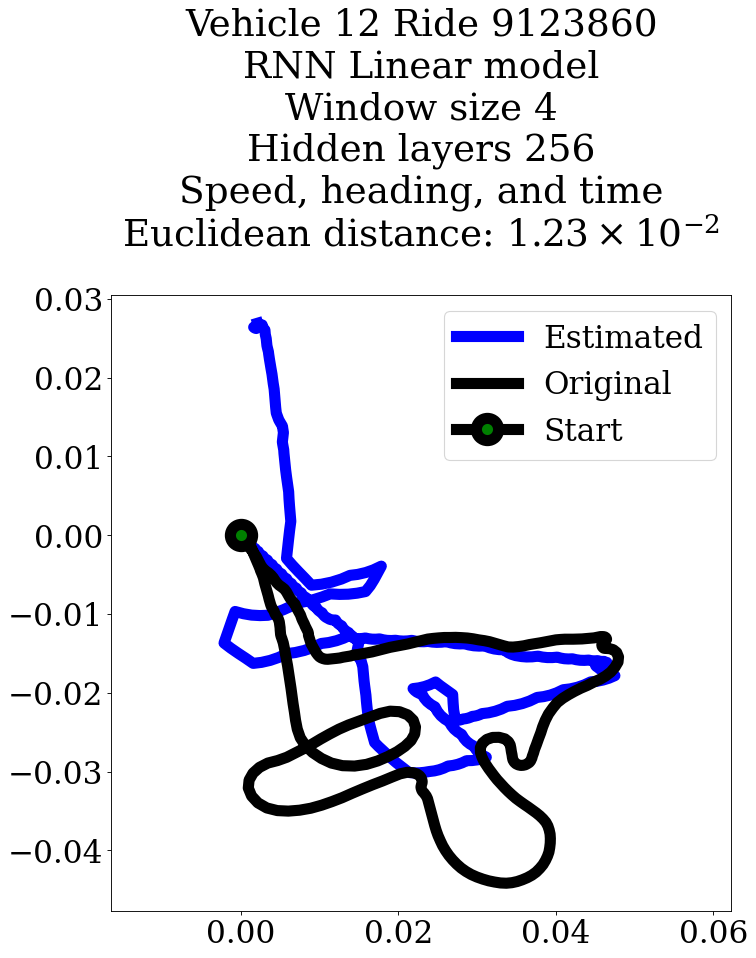 Vehicle 12 Ride 9123860
RNN Linear model
Window size 4
Hidden layers 256
Speed, heading, and time
Euclidean distance: 1.23 × 10⁻²
Estimated
Original
Start
0.03
0.02
0.01
0.00
−0.01
−0.02
−0.03
−0.04
0.00 0.02 0.04 0.06